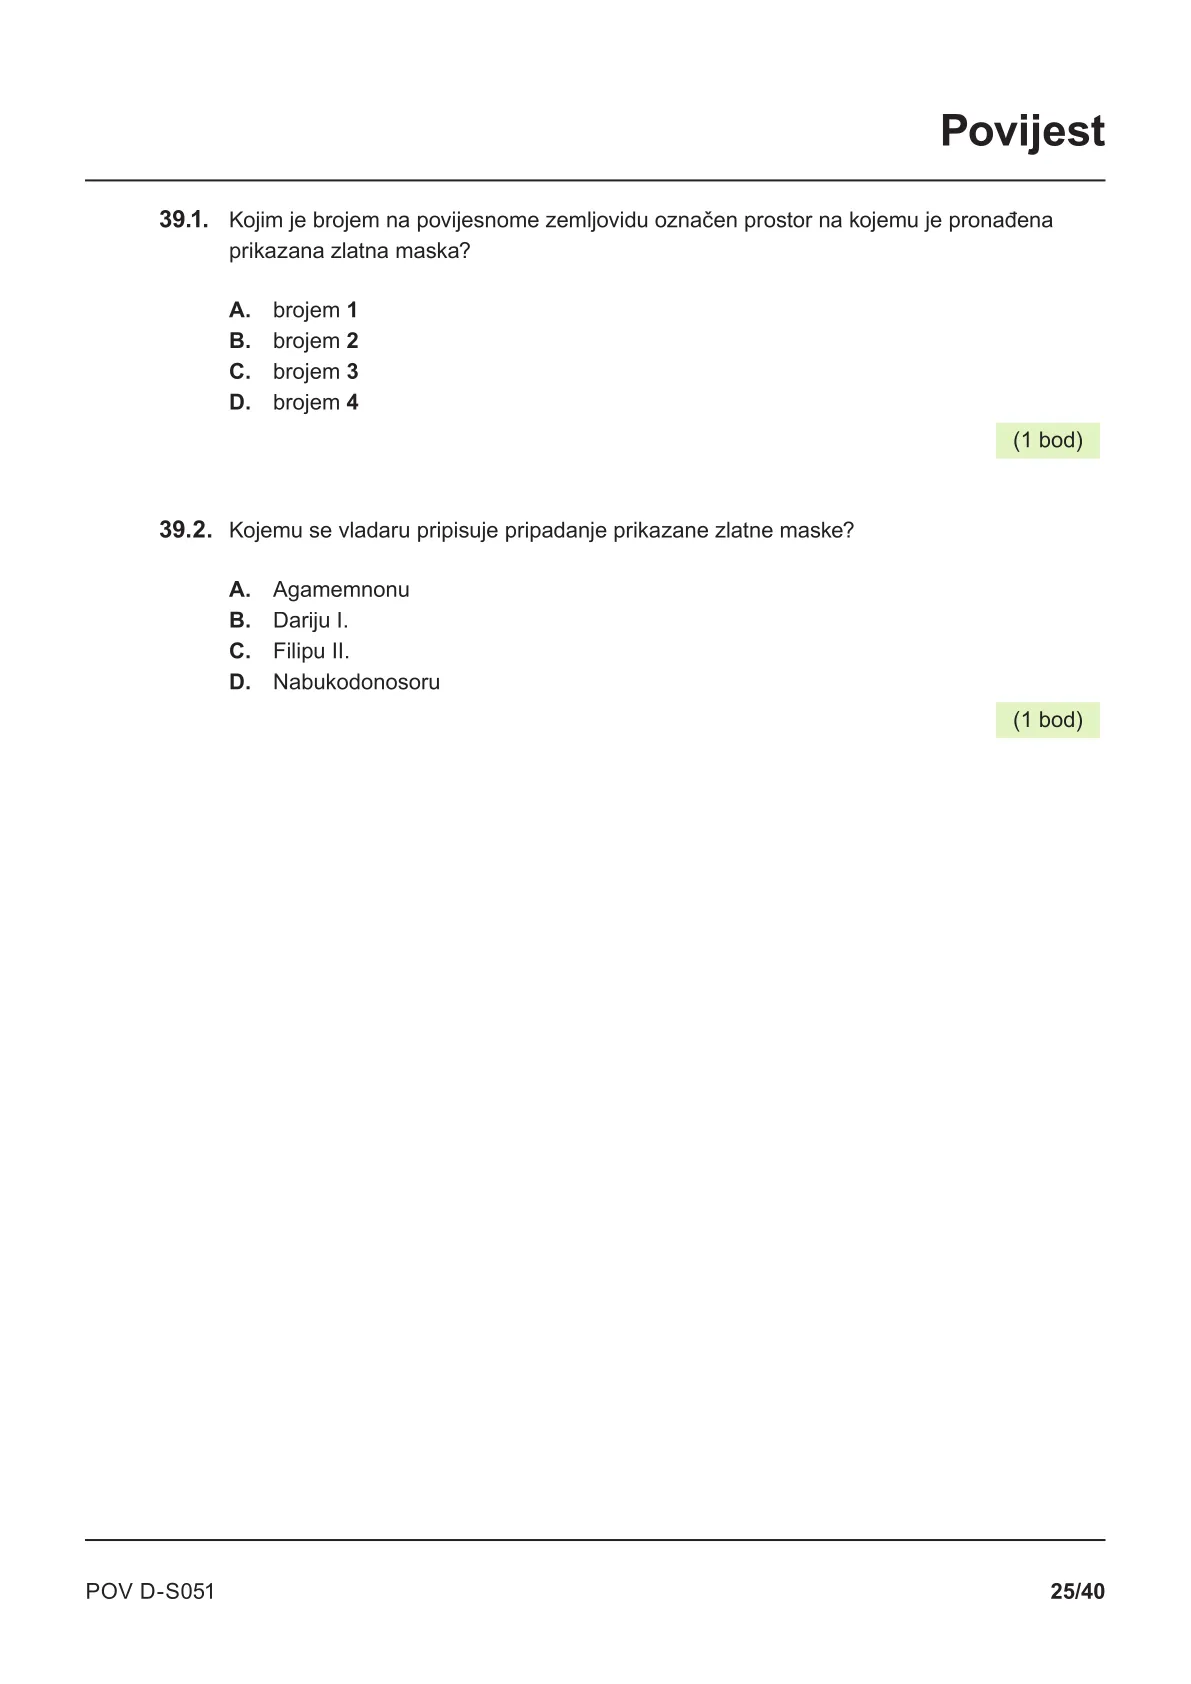 Povijest
39.1. Kojim je brojem na povijesnome zemljovidu označen prostor na kojemu je pronađena
prikazana zlatna maska?
A. brojem 1
B. brojem 2
C. brojem 3
D. brojem 4
(1 bod)
39.2. Kojemu se vladaru pripisuje pripadanje prikazane zlatne maske?
A. Agamemnonu
B. Dariju I.
C. Filipu II.
D. Nabukodonosoru
(1 bod)
POV D-S051
25/40